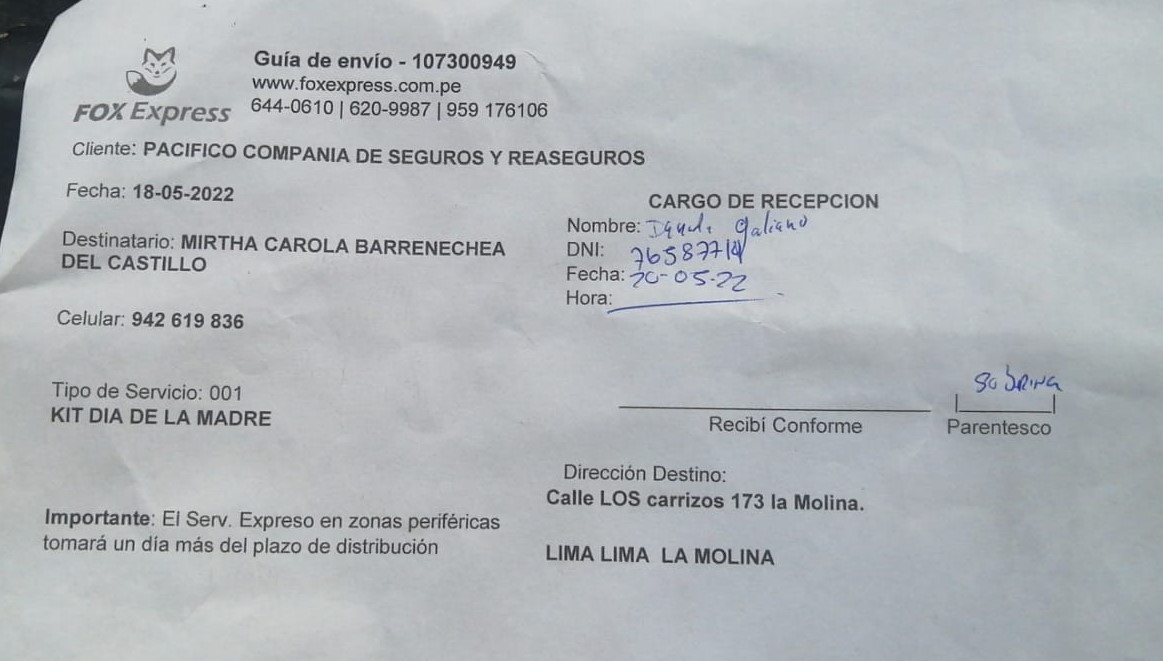 Guía de envío - 107300949
www.foxexpress.com.pe
FOX Express
644-0610 | 620-9987 | 959 176106
Cliente: PACIFICO COMPANIA DE SEGUROS Y REASEGUROS
Fecha: 18-05-2022
Destinatario: MIRTHA CAROLA BARRENECHEA
DEL CASTILLO
Celular: 942 619 836
Tipo de Servicio: 001
KIT DIA DE LA MADRE
Importante: El Serv. Expreso en zonas periféricas
tomará un día más del plazo de distribución
CARGO DE RECEPCION
Nombre: Galiano
DNI:
Fecha: 20-05-22
Hora:
sobrina
Recibí Conforme
Parentesco
Dirección Destino:
Calle LOS carrizos 173 la Molina.
LIMA LIMA LA MOLINA